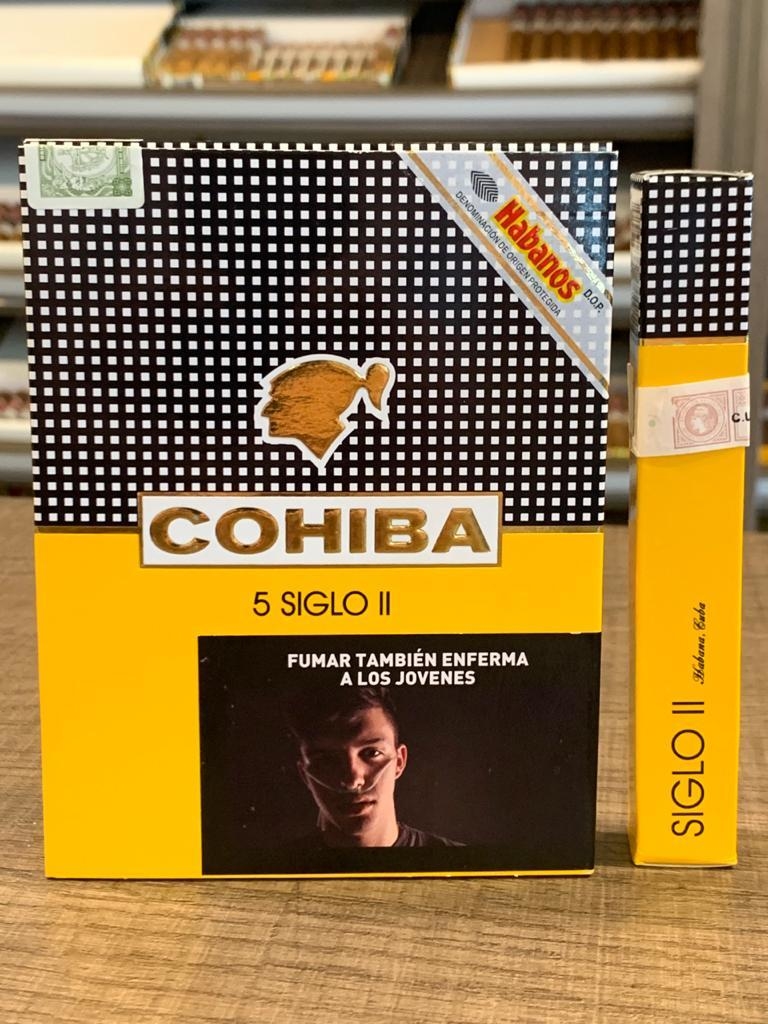 Habanos
D.O.P.
DENOMINACIÓN DE ORIGEN PROTEGIDA
COHIBA
5 SIGLO II
FUMAR TAMBIÉN ENFERMA
A LOS JOVENES
SIGLO II
Habana, Cuba